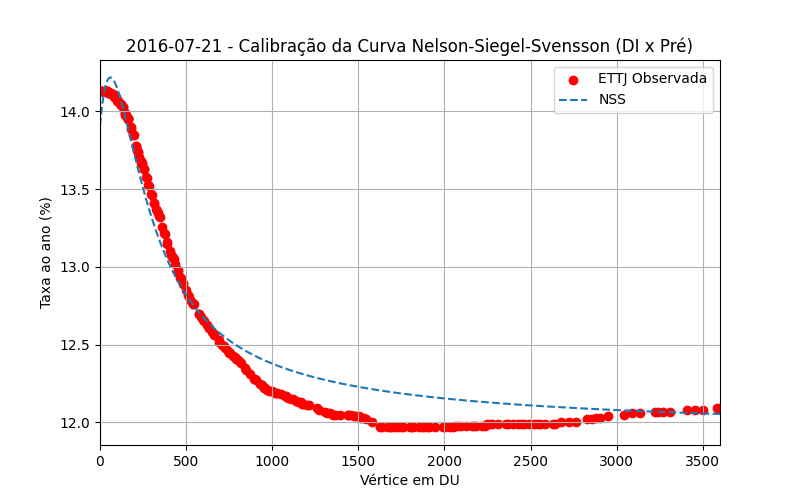 2016-07-21 - Calibração da Curva Nelson-Siegel-Svensson (DI x Pré)
ETTJ Observada
NSS
Taxa ao ano (%)
14.0
13.5
13.0
12.5
12.0
0 500 1000 1500 2000 2500 3000 3500
Vértice em DU